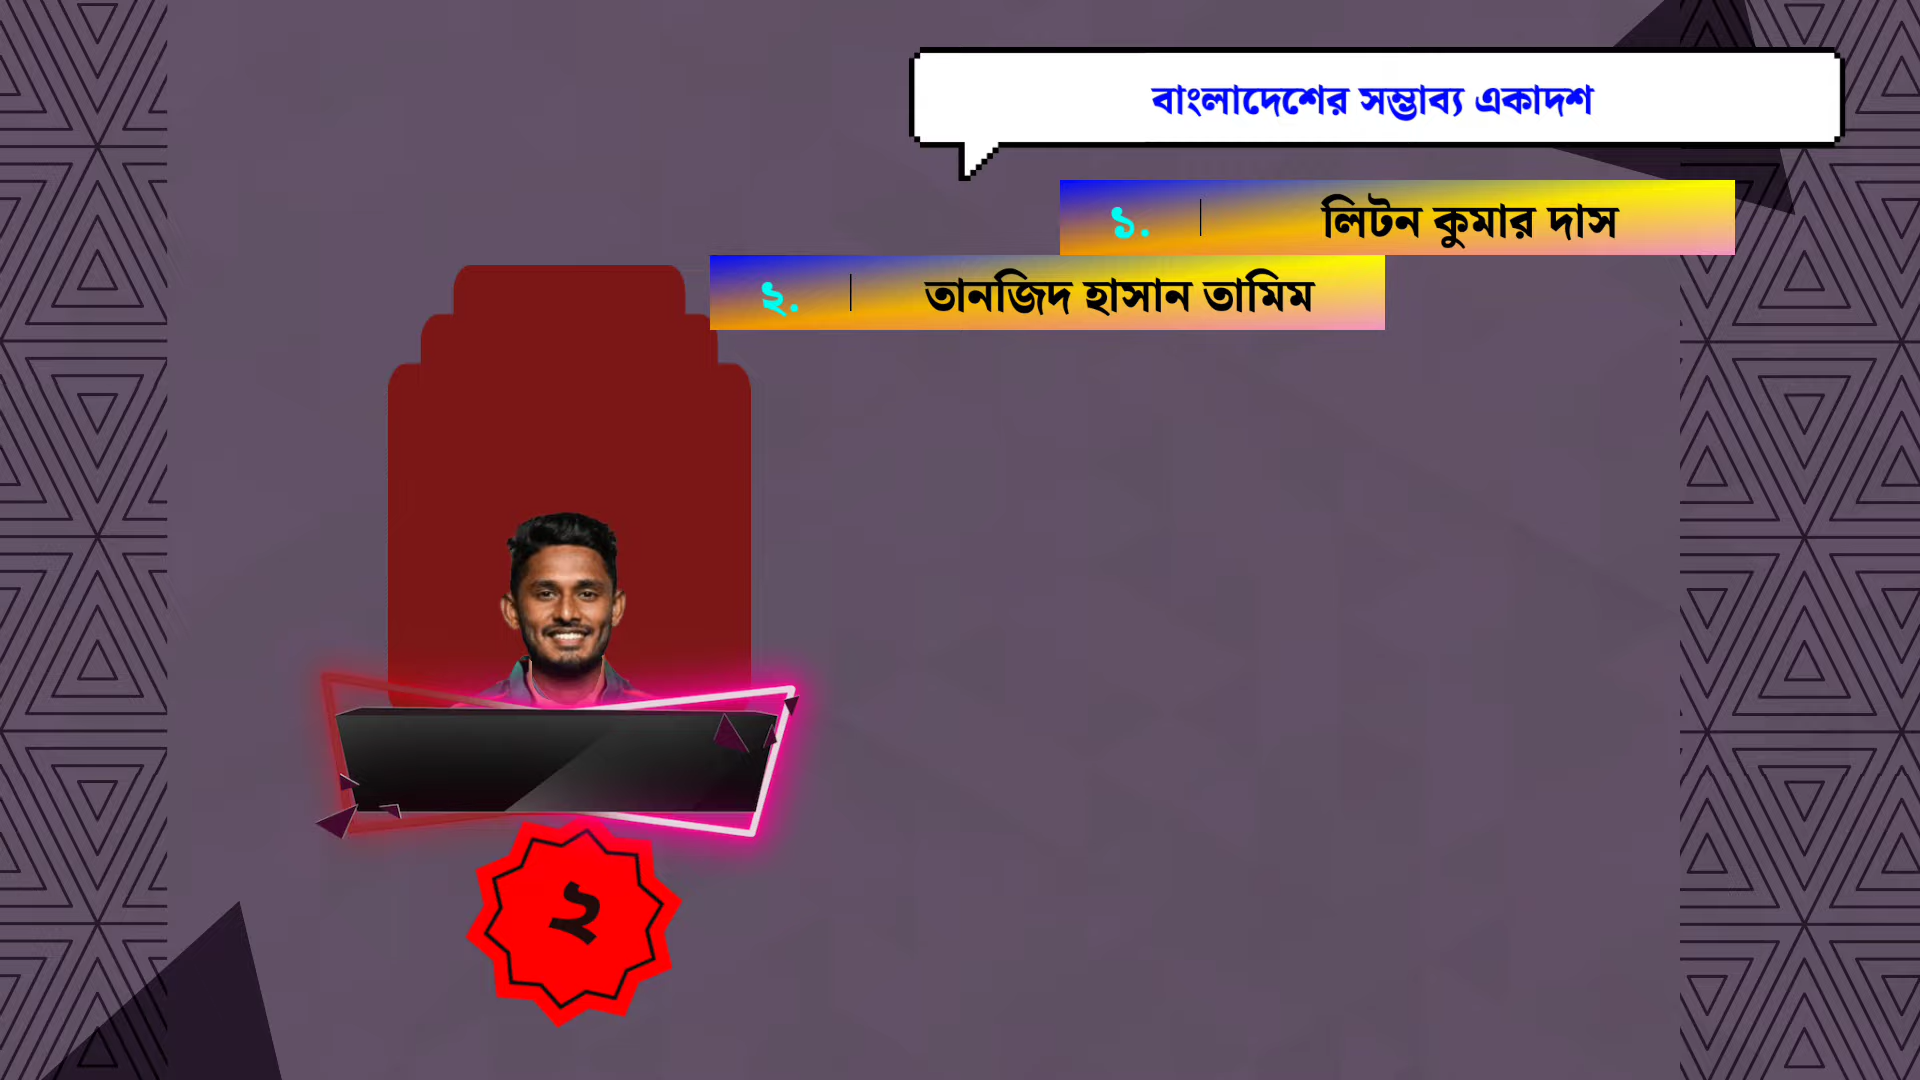 বাংলাদেশের সম্ভাব্য একাদশ
১. লিটন কুমার দাস
২. তানজিদ হাসান তামিম
২